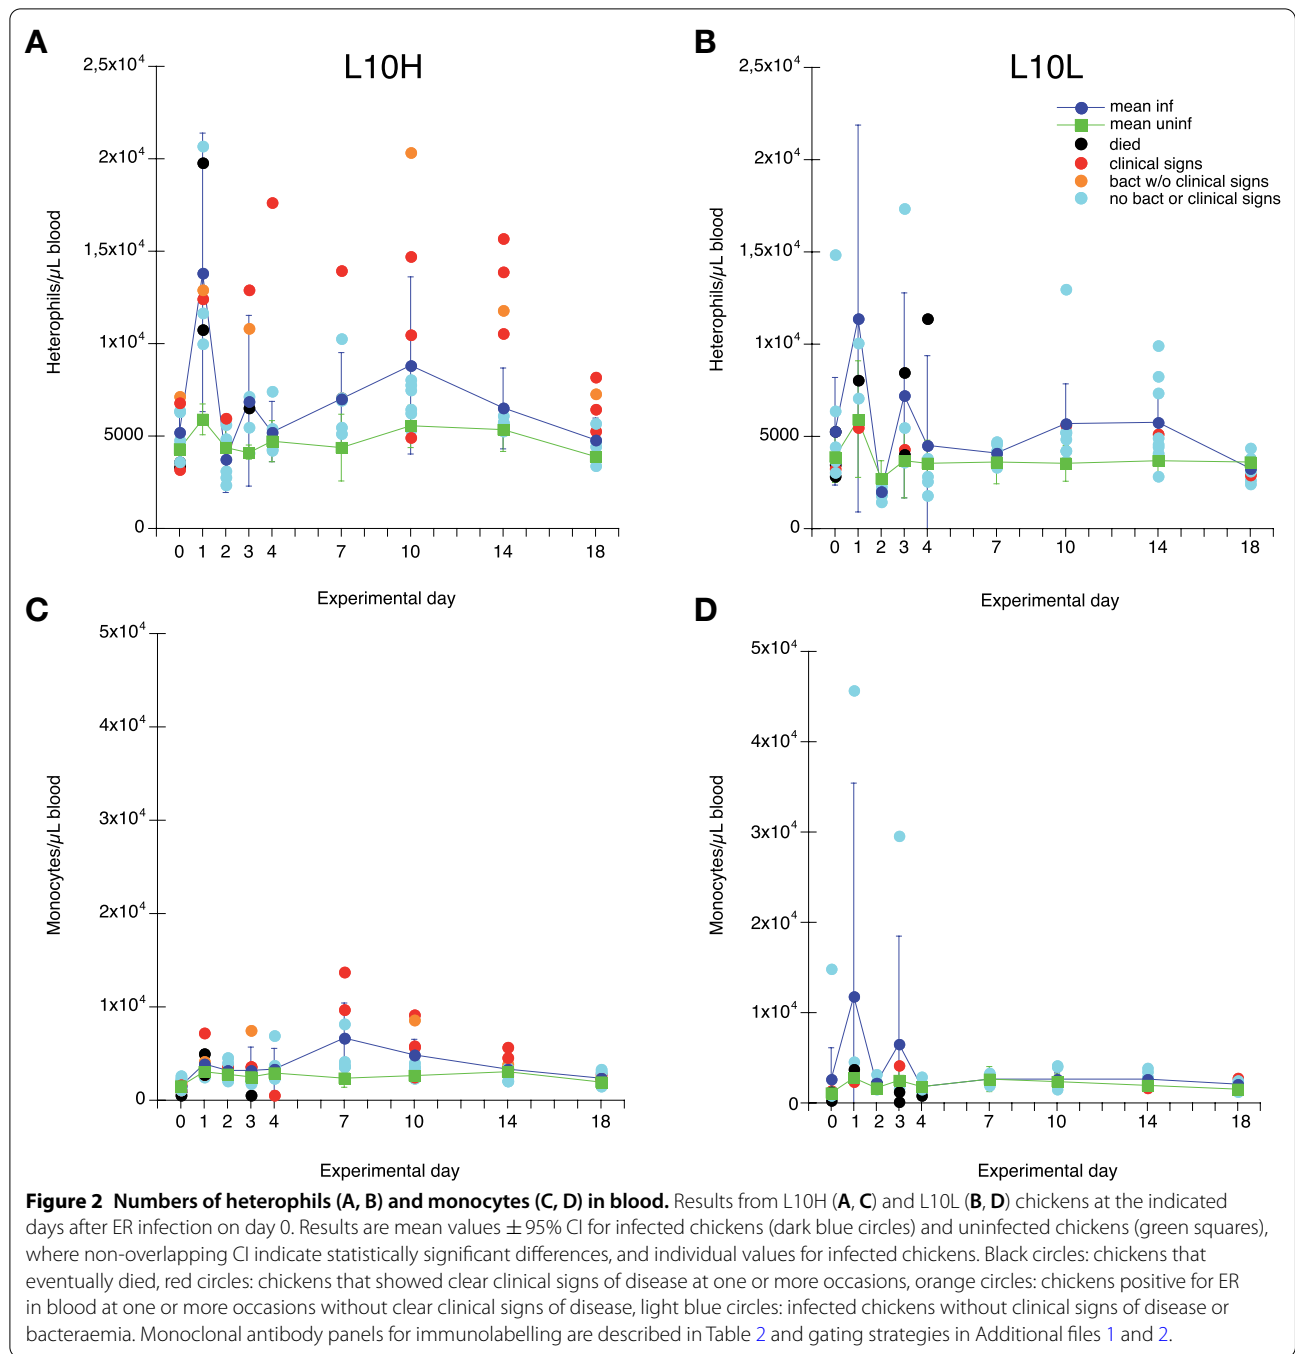 A
L10H
2,5x10⁴
2x10⁴
1,5x10⁴
1x10⁴
5000
0
Heterophils/µL blood
0 1 2 3 4 7 10 14 18
Experimental day
B
L10L
2,5x10⁴
2x10⁴
1,5x10⁴
1x10⁴
5000
0
Heterophils/µL blood
mean inf
mean uninf
died
clinical signs
bact w/o clinical signs
no bact or clinical signs
0 1 2 3 4 7 10 14 18
Experimental day
C
5x10⁴
4x10⁴
3x10⁴
2x10⁴
1x10⁴
0
Monocytes/µL blood
0 1 2 3 4 7 10 14 18
Experimental day
D
5x10⁴
4x10⁴
3x10⁴
2x10⁴
1x10⁴
0
Monocytes/µL blood
0 1 2 3 4 7 10 14 18
Experimental day
Figure 2 Numbers of heterophils (A, B) and monocytes (C, D) in blood. Results from L10H (A, C) and L10L (B, D) chickens at the indicated
days after ER infection on day 0. Results are mean values ± 95% CI for infected chickens (dark blue circles) and uninfected chickens (green squares),
where non-overlapping CI indicate statistically significant differences, and individual values for infected chickens. Black circles: chickens that
eventually died, red circles: chickens that showed clear clinical signs of disease at one or more occasions, orange circles: chickens positive for ER
in blood at one or more occasions without clear clinical signs of disease, light blue circles: infected chickens without clinical signs of disease or
bacteraemia. Monoclonal antibody panels for immunolabelling are described in Table 2 and gating strategies in Additional files 1 and 2.